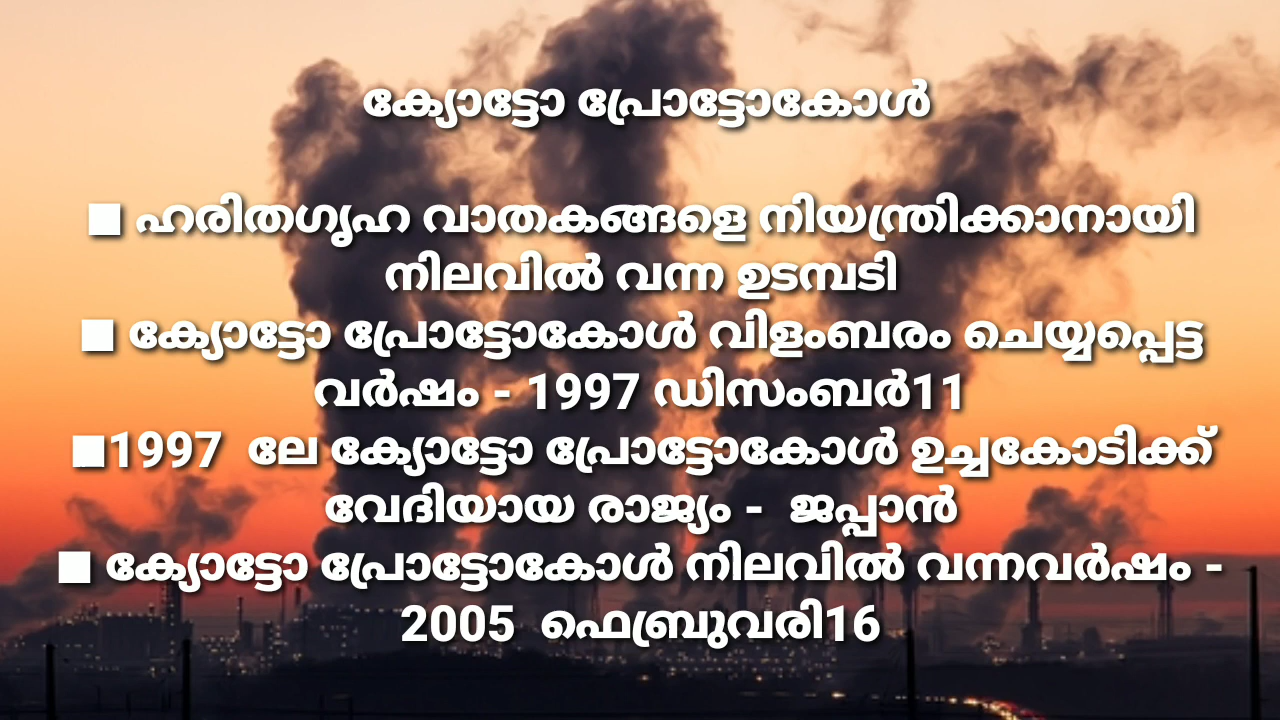 ക്യോട്ടോ പ്രോട്ടോകോൾ
■ ഹരിതഗൃഹ വാതകങ്ങളെ നിയന്ത്രിക്കാനായി
നിലവിൽ വന്ന ഉടമ്പടി
■ ക്യോട്ടോ പ്രോട്ടോകോൾ വിളംബരം ചെയ്യപ്പെട്ട
വർഷം - 1997 ഡിസംബർ11
■1997 ലേ ക്യോട്ടോ പ്രോട്ടോകോൾ ഉച്ചകോടിക്ക്
വേദിയായ രാജ്യം - ജപ്പാൻ
■ ക്യോട്ടോ പ്രോട്ടോകോൾ നിലവിൽ വന്നവർഷം -
2005 ഫെബ്രുവരി16